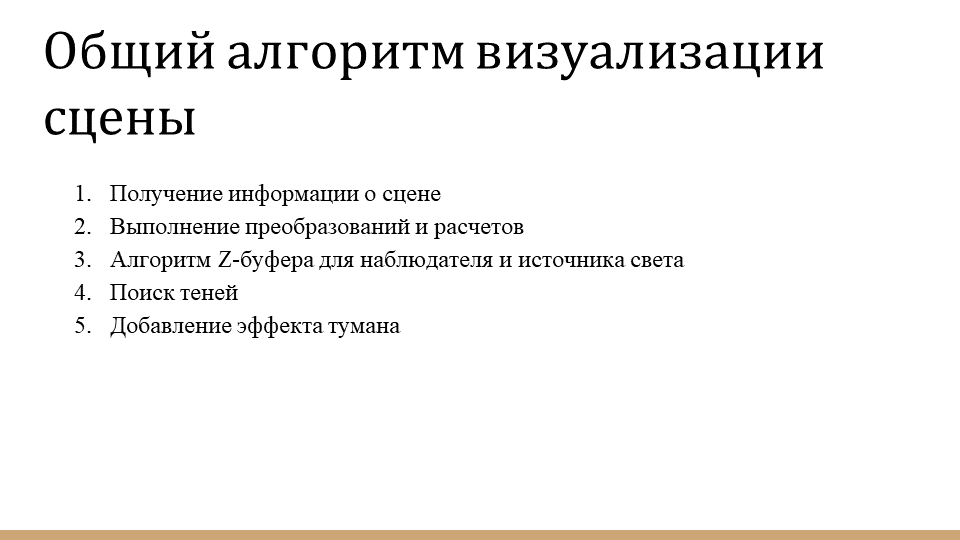 Общий алгоритм визуализации
сцены
1. Получение информации о сцене
2. Выполнение преобразований и расчетов
3. Алгоритм Z-буфера для наблюдателя и источника света
4. Поиск теней
5. Добавление эффекта тумана